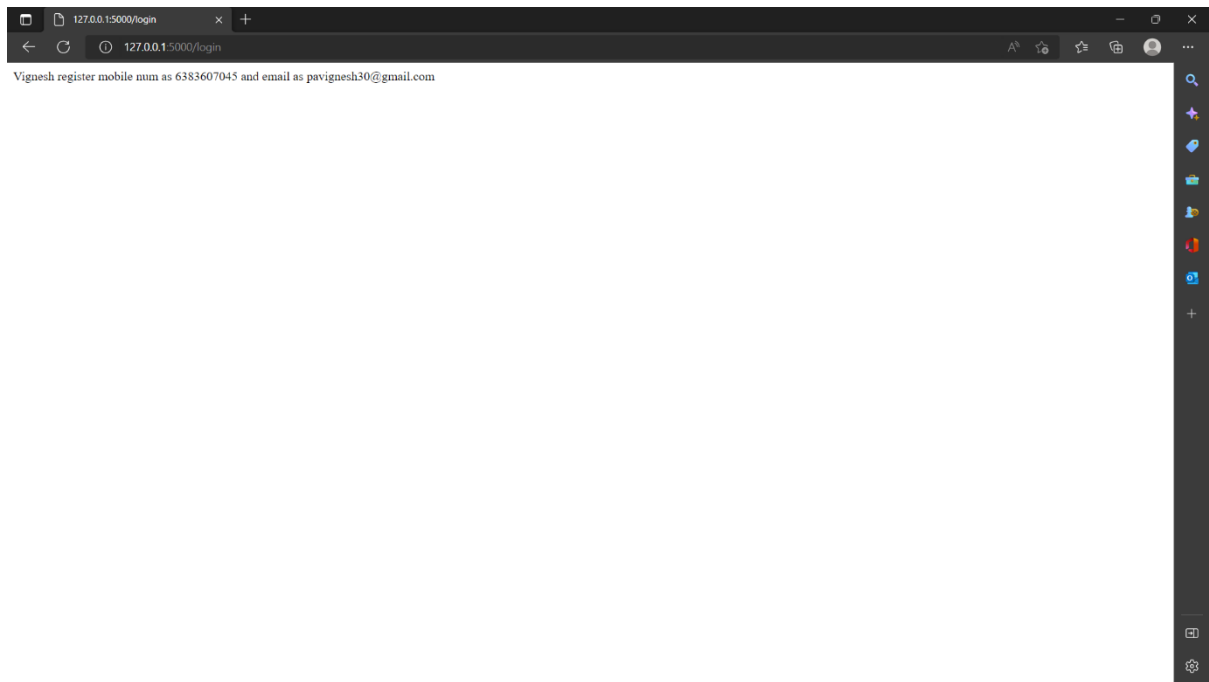 127.0.0.1:5000/login
127.0.0.1:5000/login
Vignesh register mobile num as 6383607045 and email as pavignesh30@gmail.com